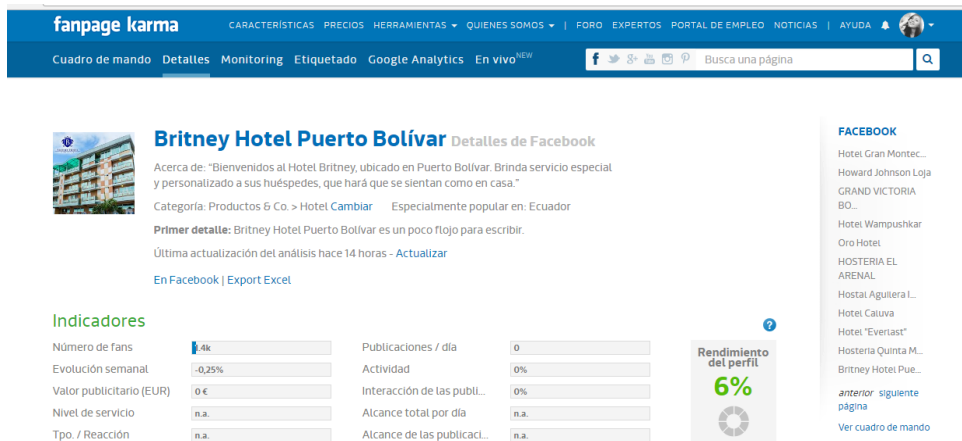 fanpage karma
CARACTERÍSTICAS PRECIOS HERRAMIENTAS QUIENES SOMOS | FORO EXPERTOS PORTAL DE EMPLEO NOTICIAS | AYUDA
Cuadro de mando Detalles Monitoring Etiquetado Google Analytics En vivo NEW
Busca una página
Britney Hotel Puerto Bolívar Detalles de Facebook
Acerca de: "Bienvenidos al Hotel Britney, ubicado en Puerto Bolívar. Brinda servicio especial
y personalizado a sus huéspedes, que hará que se sientan como en casa."
Categoría: Productos & Co. > Hotel Cambiar Especialmente popular en: Ecuador
Primer detalle: Britney Hotel Puerto Bolívar es un poco flojo para escribir.
Última actualización del análisis hace 14 horas - Actualizar
En Facebook | Export Excel
Indicadores
Número de fans 1.4k
Evolución semanal -0,25%
Valor publicitario (EUR) 0 €
Nivel de servicio n.a.
Tpo. / Reacción n.a.
Publicaciones / día 0
Actividad 0%
Interacción de las publi... 0%
Alcance total por día n.a.
Alcance de las publicaci... n.a.
Rendimiento
del perfil
6%
FACEBOOK
Hotel Gran Montec...
Howard Johnson Loja
GRAND VICTORIA
BO...
Hotel Wampushkar
Oro Hotel
HOSTERIA EL
ARENAL
Hostal Aguilera I...
Hotel Caluva
Hotel "Everlast"
Hosteria Quinta M...
Britney Hotel Pue...
anterior siguiente
página
Ver cuadro de mando